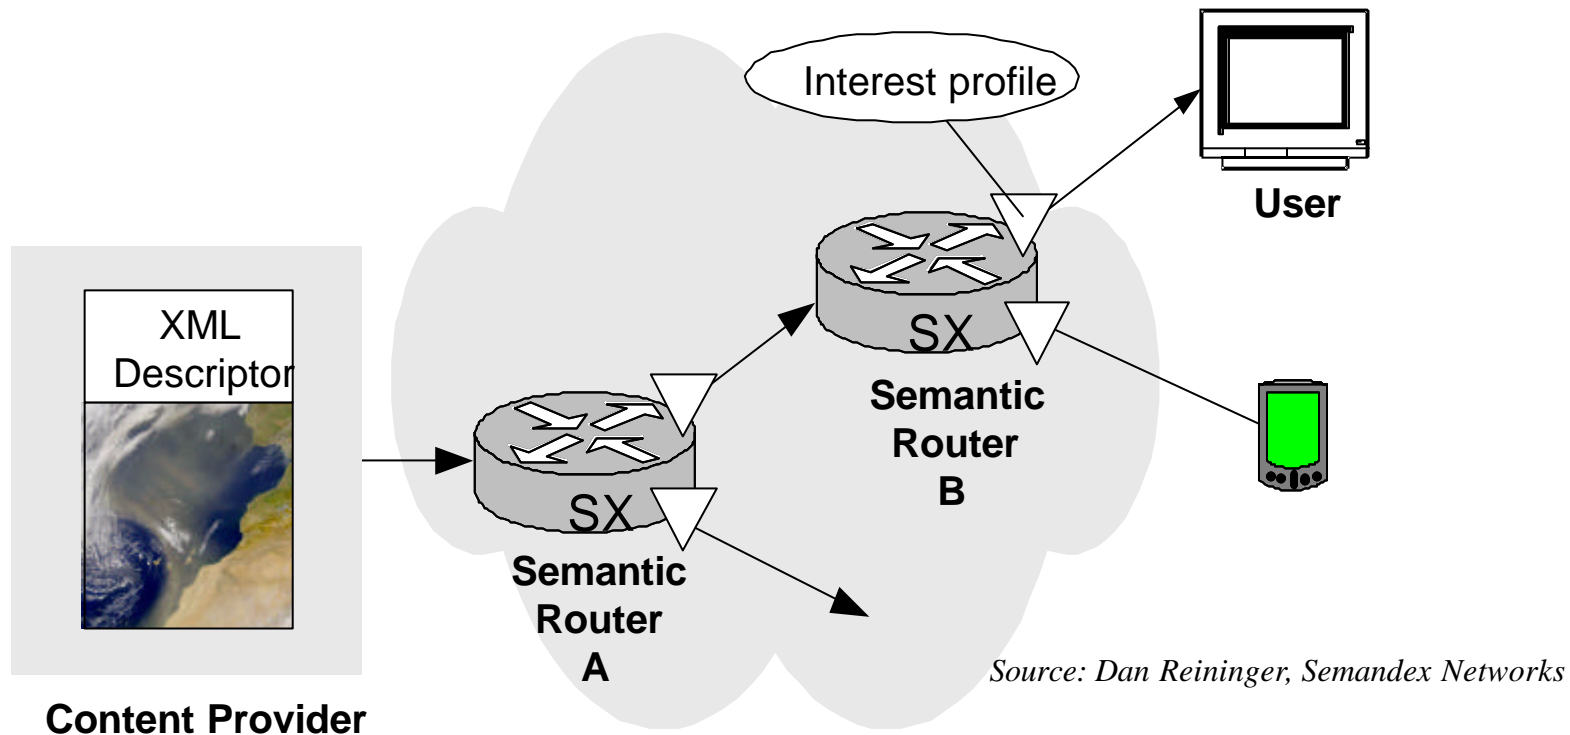 Interest profile
User
XML
Descriptor
SX
Semantic
Router
B
SX
Semantic
Router
A
Source: Dan Reininger, Semandex Networks
Content Provider